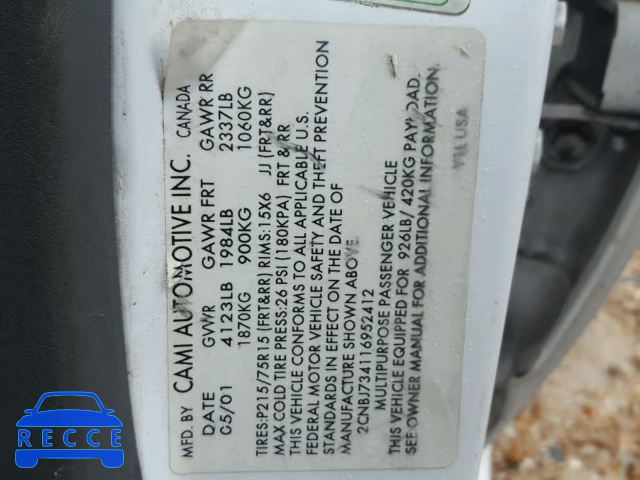 MFD. BY CAMI AUTOMOTIVE INC. CANADA
DATE GVWR GAWR FRT GAWR RR
05/01 4123LB 1984LB 2337LB
1870KG 900KG 1060KG
TIRES:P215/75R15 (FRT&RR) RIMS:15X6 JJ (FRT&RR)
MAX COLD TIRE PRESS:26 PSI (180KPA) FRT & RR
THIS VEHICLE CONFORMS TO ALL APPLICABLE U.S.
FEDERAL MOTOR VEHICLE SAFETY AND THEFT PREVENTION
STANDARDS IN EFFECT ON THE DATE OF
MANUFACTURE SHOWN ABOVE.
2CNBJ734116952412
MULTIPURPOSE PASSENGER VEHICLE
THIS VEHICLE EQUIPPED FOR 926LB/ 420KG PAYLOAD.
SEE OWNER MANUAL FOR ADDITIONAL INFORMATION.
USA
RECCE